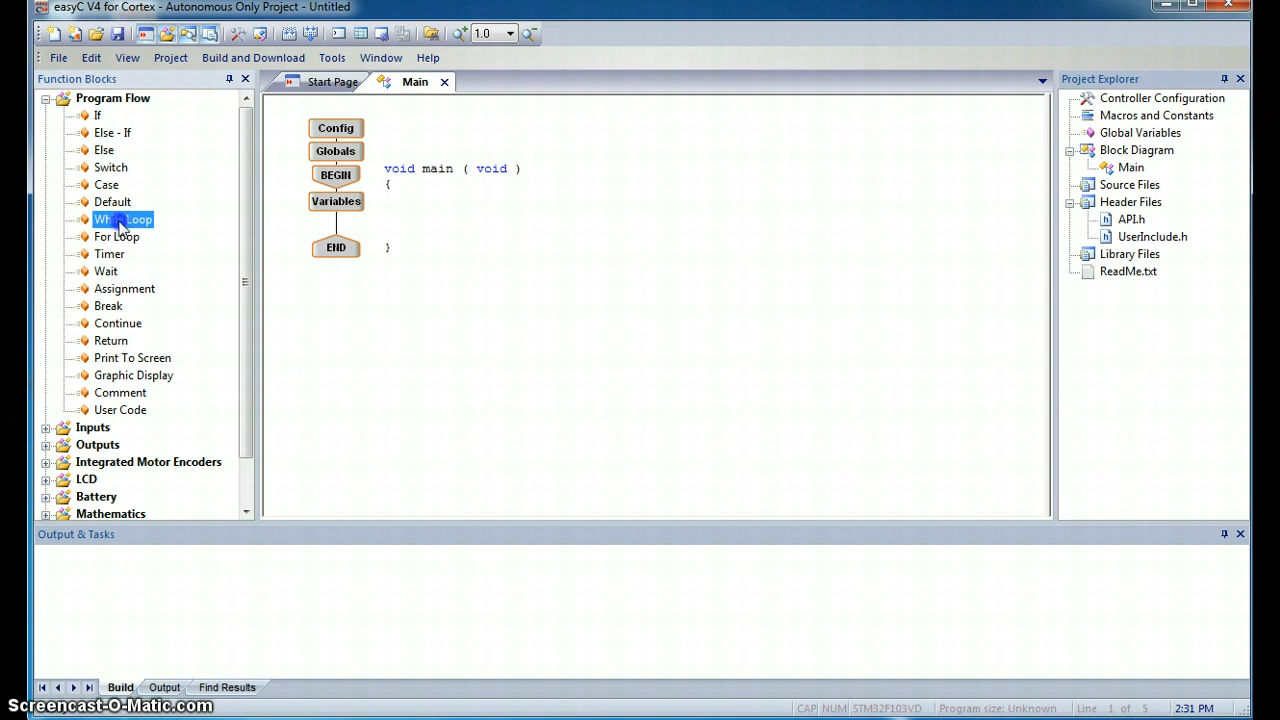 easyC V4 for Cortex - Autonomous Only Project - Untitled
1.0
File Edit View Project Build and Download Tools Window Help
Function Blocks
Program Flow
If
Else - If
Else
Switch
Case
Default
While Loop
For Loop
Timer
Wait
Assignment
Break
Continue
Return
Print To Screen
Graphic Display
Comment
User Code
Inputs
Outputs
Integrated Motor Encoders
LCD
Battery
Mathematics
Start Page Main
Config
Globals
BEGIN
Variables
END
void main ( void )
{
}
Project Explorer
Controller Configuration
Macros and Constants
Global Variables
Block Diagram
Main
Source Files
Header Files
API.h
UserInclude.h
Library Files
ReadMe.txt
Output & Tasks
Build Output Find Results
Screencast-O-Matic.com
CAP NUM STM32F103VD Program size: Unknown Line 1 of 5 2:31 PM